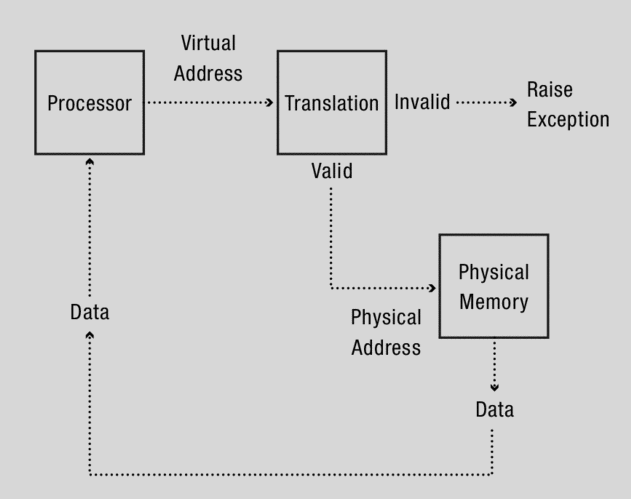 Virtual
Address
Processor
Translation
Invalid
Raise
Exception
Valid
Physical
Memory
Data
Physical
Address
Data